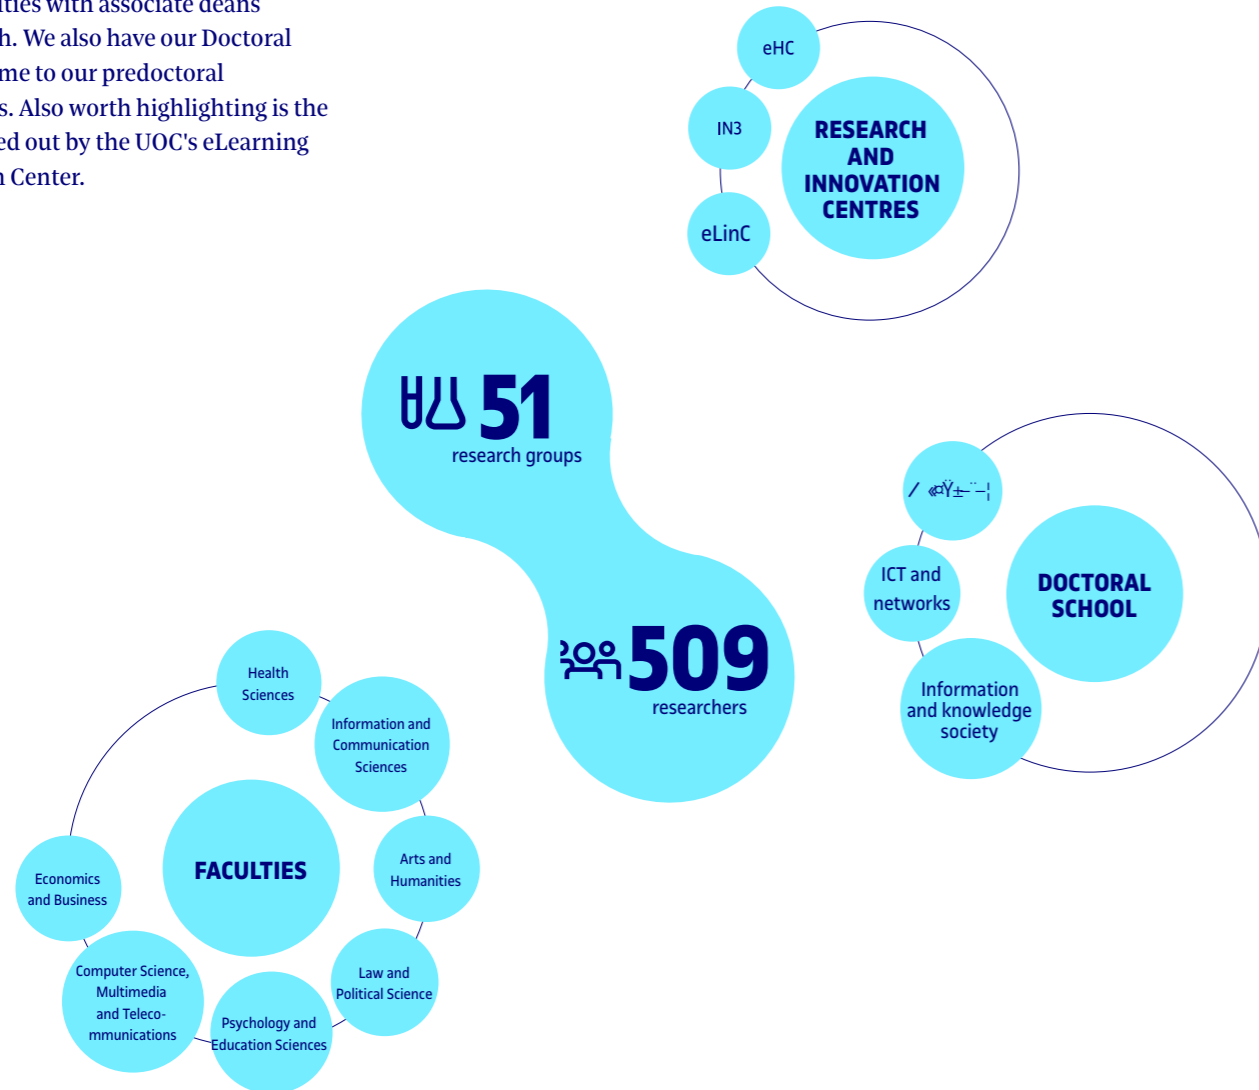 ities with associate deans
h. We also have our Doctoral
me to our predoctoral
s. Also worth highlighting is the
ed out by the UOC's eLearning
n Center.
eHC
IN3
eLinC
RESEARCH
AND
INNOVATION
CENTRES
51
research groups
509
researchers
ICT and
networks
Information
and knowledge
society
DOCTORAL
SCHOOL
Health
Sciences
Information and
Communication
Sciences
Arts and
Humanities
Law and
Political Science
Psychology and
Education Sciences
Computer Science,
Multimedia
and Teleco-
mmunications
Economics
and Business
FACULTIES